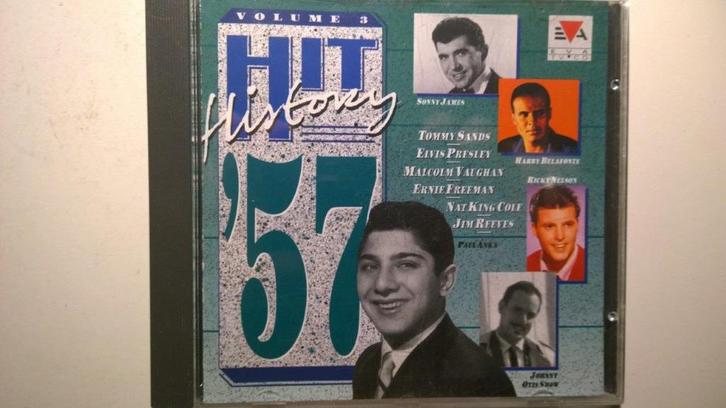 VOLUME 3
HIT
History
'57
EVA
SONNY JAMES
HARRY BELAFONTE
TOMMY SANDS
ELVIS PRESLEY
MALCOLM VAUGHAN
ERNIE FREEMAN
NAT KING COLE
JIM REEVES
RICKY NELSON
PAUL ANKA
JOHNNY
OTIS SHOW